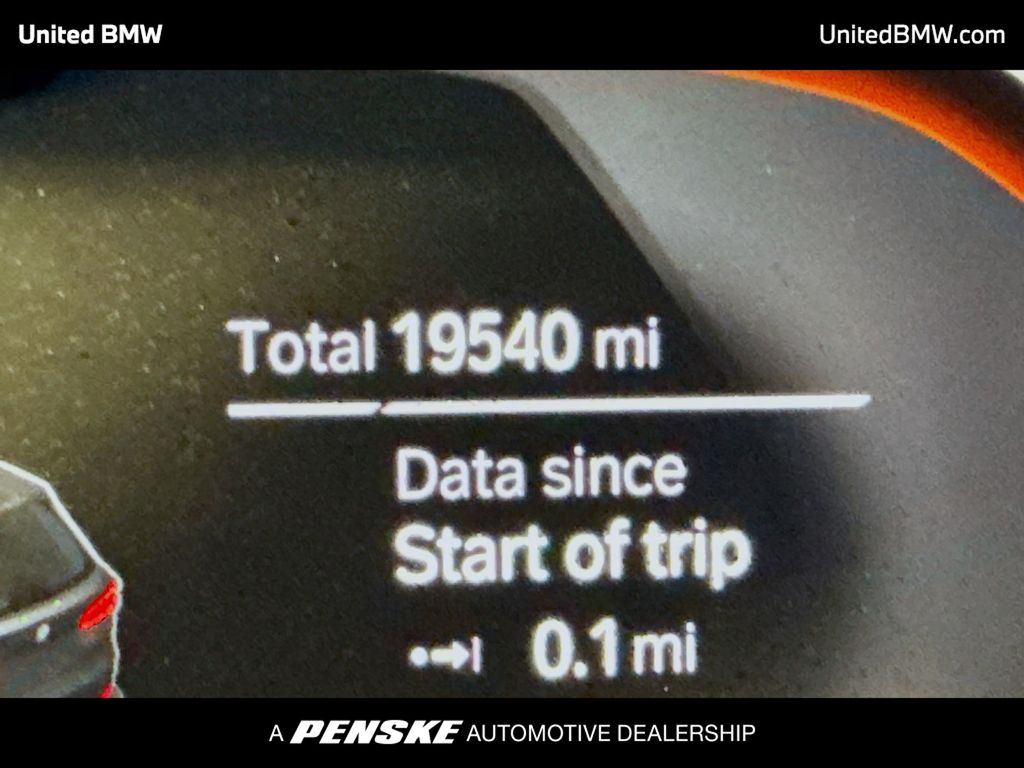 United BMW
UnitedBMW.com
Total 19540 mi
Data since
Start of trip
0.1 mi
A PENSKE AUTOMOTIVE DEALERSHIP